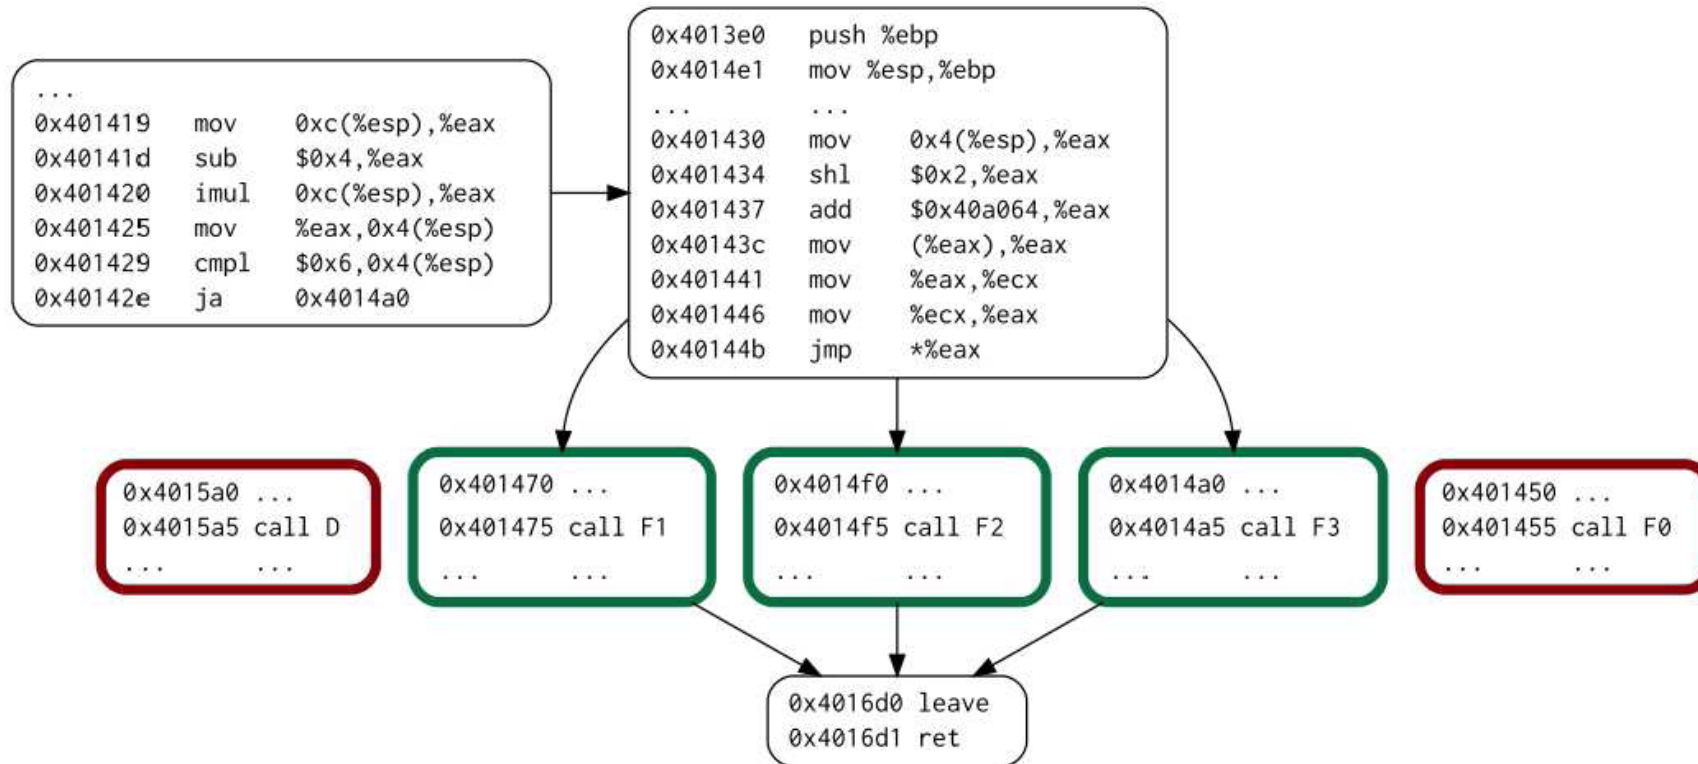 ...
0x401419 mov 0xc(%esp),%eax
0x40141d sub $0x4,%eax
0x401420 imul 0xc(%esp),%eax
0x401425 mov %eax,0x4(%esp)
0x401429 cmpl $0x6,0x4(%esp)
0x40142e ja 0x4014a0
0x4013e0 push %ebp
0x4014e1 mov %esp,%ebp
... ...
0x401430 mov 0x4(%esp),%eax
0x401434 shl $0x2,%eax
0x401437 add $0x40a064,%eax
0x40143c mov (%eax),%eax
0x401441 mov %eax,%ecx
0x401446 mov %ecx,%eax
0x40144b jmp *%eax
0x4015a0 ...
0x4015a5 call D
... ...
0x401470 ...
0x401475 call F1
... ...
0x4014f0 ...
0x4014f5 call F2
... ...
0x4014a0 ...
0x4014a5 call F3
... ...
0x401450 ...
0x401455 call F0
... ...
0x4016d0 leave
0x4016d1 ret